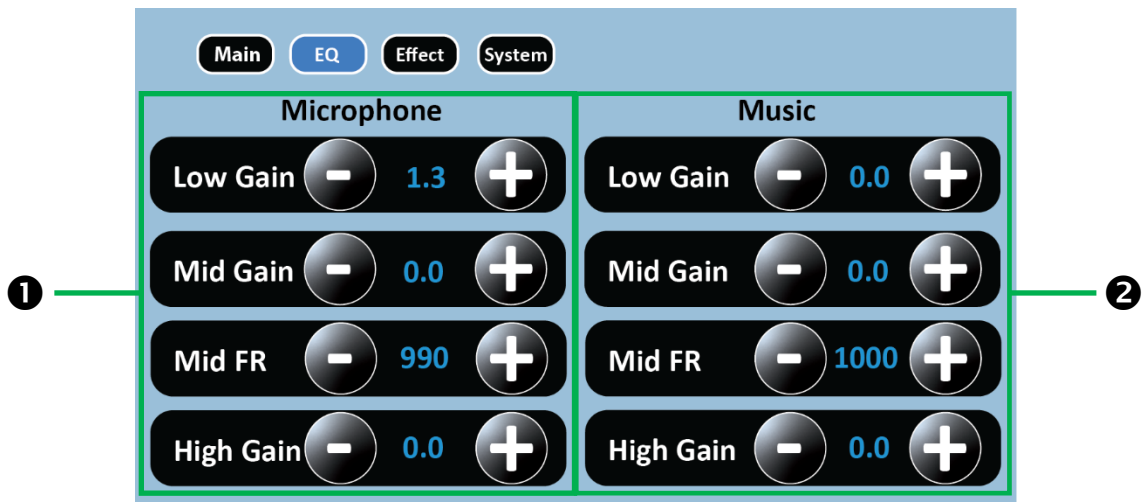 Main EQ Effect System
Microphone
Low Gain - 1.3 +
Mid Gain - 0.0 +
Mid FR - 990 +
High Gain - 0.0 +
Music
Low Gain - 0.0 +
Mid Gain - 0.0 +
Mid FR - 1000 +
High Gain - 0.0 +
❶
❷